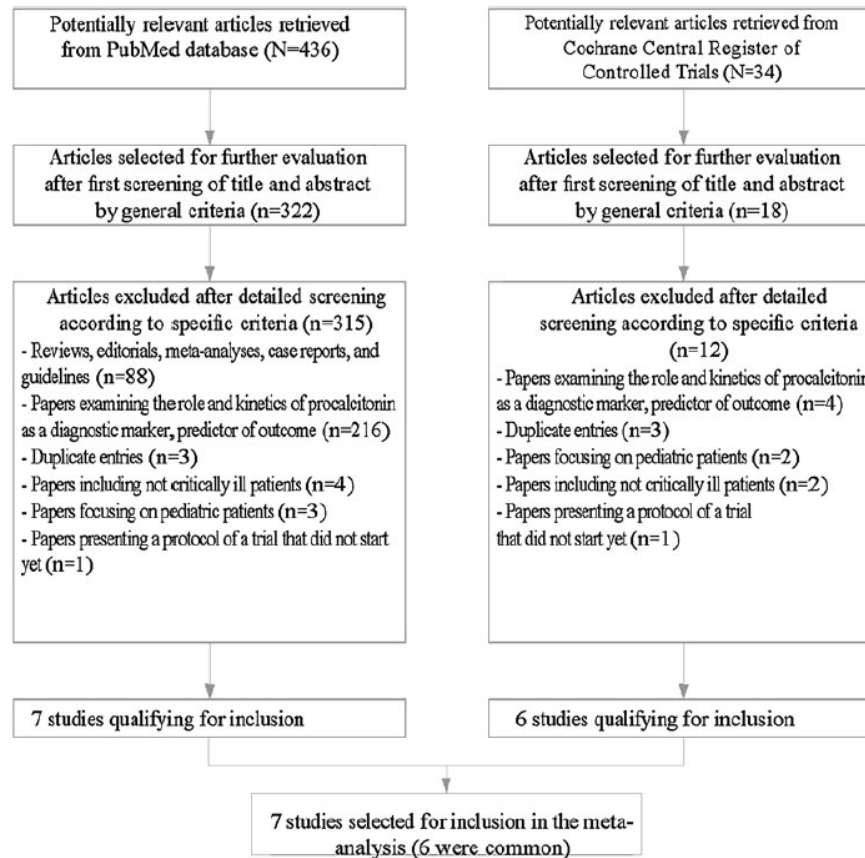 Potentially relevant articles retrieved
from PubMed database (N=436)
Potentially relevant articles retrieved from
Cochrane Central Register of
Controlled Trials (N=34)
Articles selected for further evaluation
after first screening of title and abstract
by general criteria (n=322)
Articles selected for further evaluation
after first screening of title and abstract
by general criteria (n=18)
Articles excluded after detailed screening
according to specific criteria (n=315)
- Reviews, editorials, meta-analyses, case reports, and
guidelines (n=88)
- Papers examining the role and kinetics of procalcitonin
as a diagnostic marker, predictor of outcome (n=216)
- Duplicate entries (n=3)
- Papers including not critically ill patients (n=4)
- Papers focusing on pediatric patients (n=3)
- Papers presenting a protocol of a trial that did not start
yet (n=1)
Articles excluded after detailed
screening according to specific criteria
(n=12)
- Papers examining the role and kinetics of procalcitonin
as a diagnostic marker, predictor of outcome (n=4)
- Duplicate entries (n=3)
- Papers focusing on pediatric patients (n=2)
- Papers including not critically ill patients (n=2)
- Papers presenting a protocol of a trial
that did not start yet (n=1)
7 studies qualifying for inclusion
6 studies qualifying for inclusion
7 studies selected for inclusion in the meta-
analysis (6 were common)